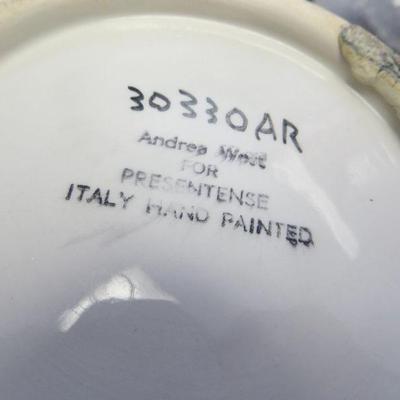 30330AR
Andrea West
FOR
PRESENTENSE
ITALY HAND PAINTED